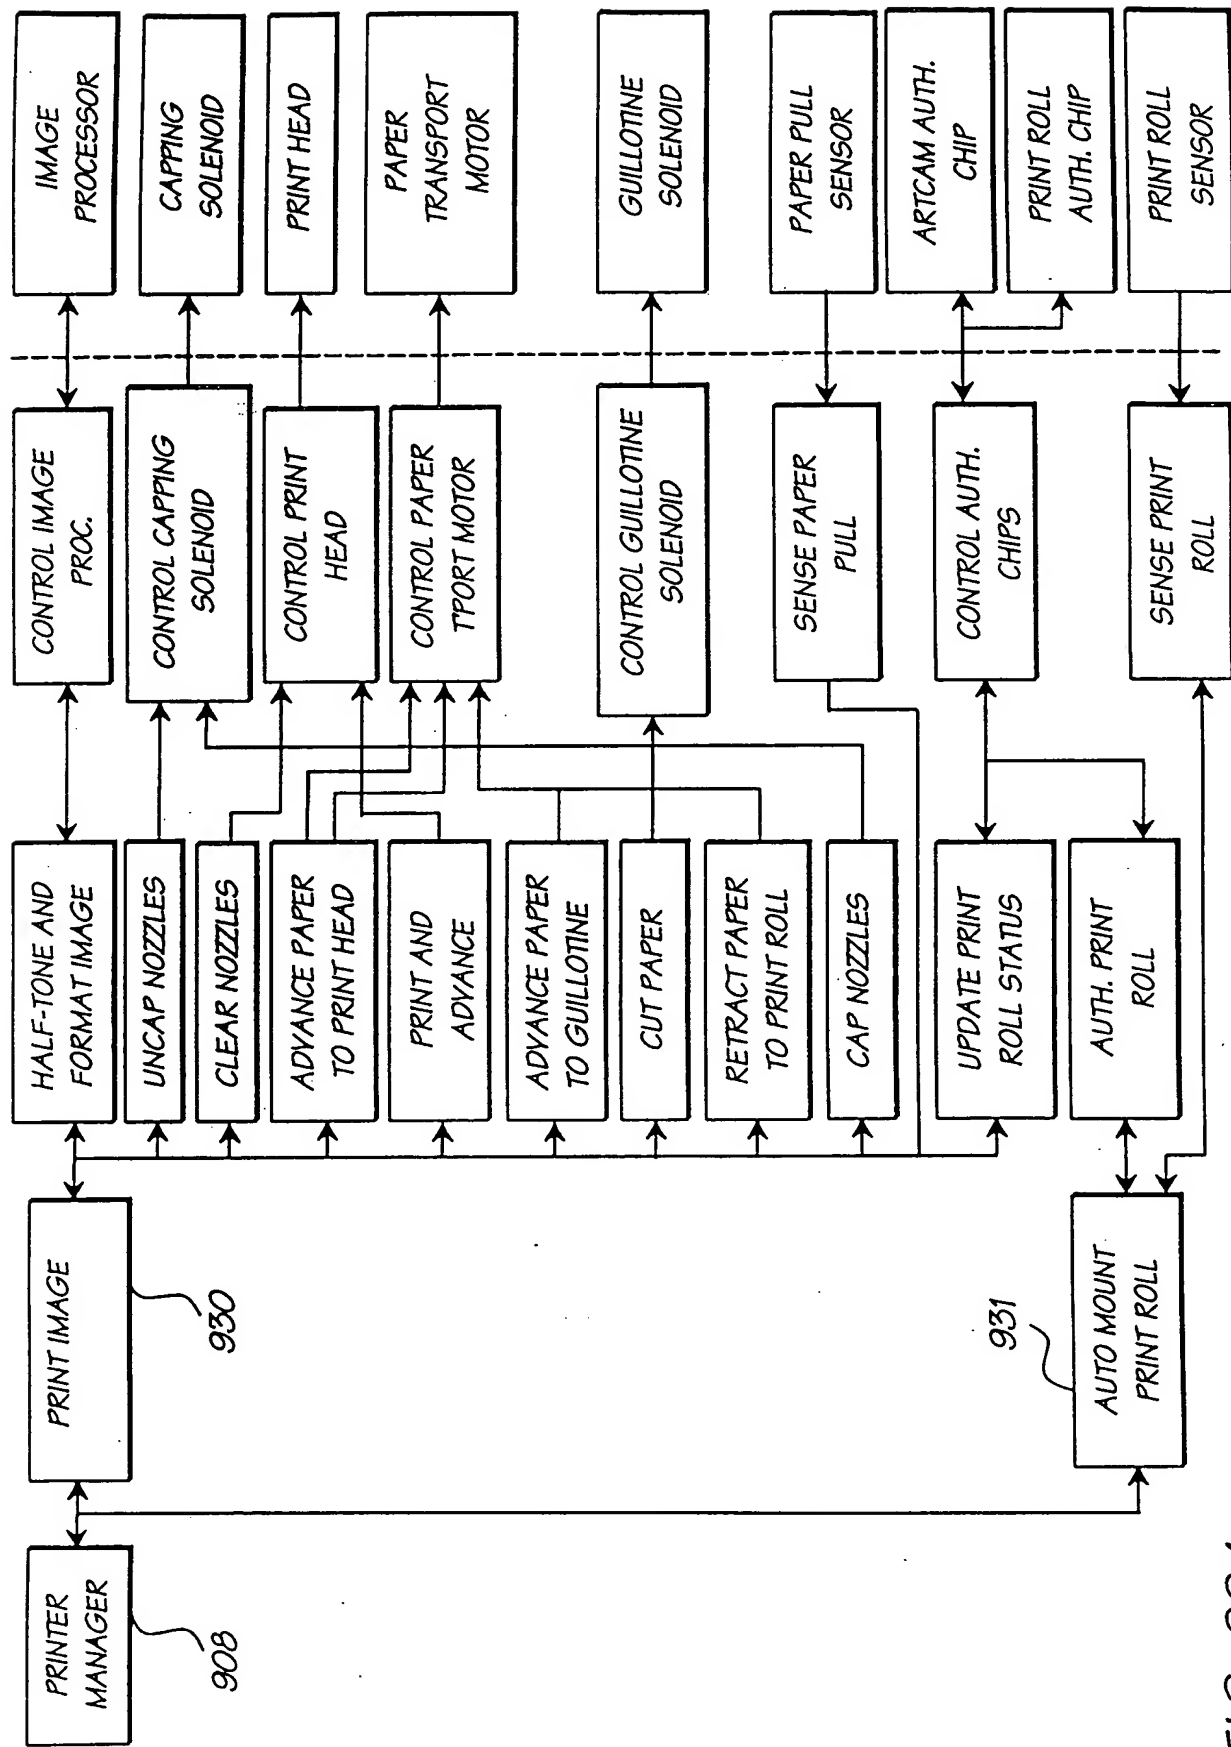 PRINTER
MANAGER
908
PRINT IMAGE
930
AUTO MOUNT
PRINT ROLL
931
HALF-TONE AND
FORMAT IMAGE
UNCAP NOZZLES
CLEAR NOZZLES
ADVANCE PAPER
TO PRINT HEAD
PRINT AND
ADVANCE
ADVANCE PAPER
TO GUILLOTINE
CUT PAPER
RETRACT PAPER
TO PRINT ROLL
CAP NOZZLES
UPDATE PRINT
ROLL STATUS
AUTH. PRINT
ROLL
CONTROL IMAGE
PROC.
CONTROL CAPPING
SOLENOID
CONTROL PRINT
HEAD
CONTROL PAPER
T'PORT MOTOR
CONTROL GUILLOTINE
SOLENOID
SENSE PAPER
PULL
CONTROL AUTH.
CHIPS
SENSE PRINT
ROLL
IMAGE
PROCESSOR
CAPPING
SOLENOID
PRINT HEAD
PAPER
TRANSPORT
MOTOR
GUILLOTINE
SOLENOID
PAPER PULL
SENSOR
ARTCAM AUTH.
CHIP
PRINT ROLL
AUTH. CHIP
PRINT ROLL
SENSOR